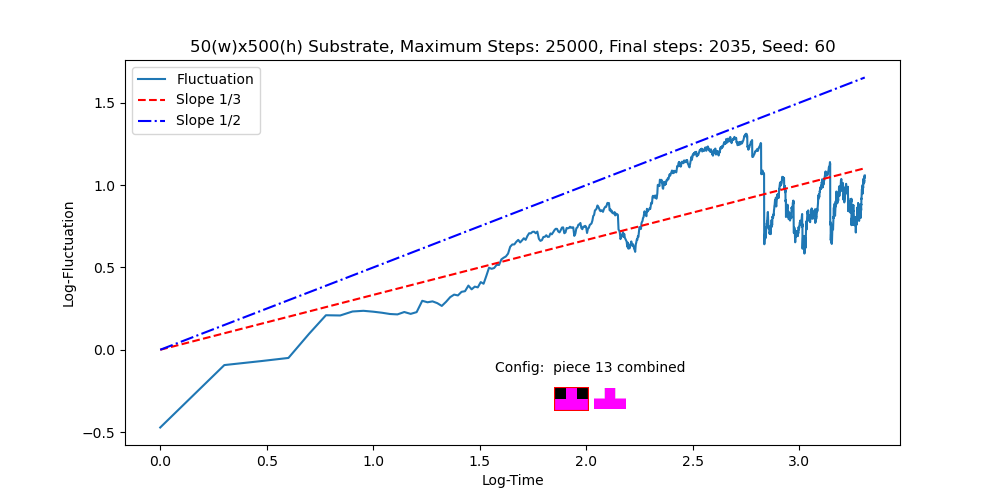 50(w)x500(h) Substrate, Maximum Steps: 25000, Final steps: 2035, Seed: 60
Fluctuation
Slope 1/3
Slope 1/2
Log-Fluctuation
1.5
1.0
0.5
0.0
−0.5
Config:  piece 13 combined
0.0 0.5 1.0 1.5 2.0 2.5 3.0
Log-Time